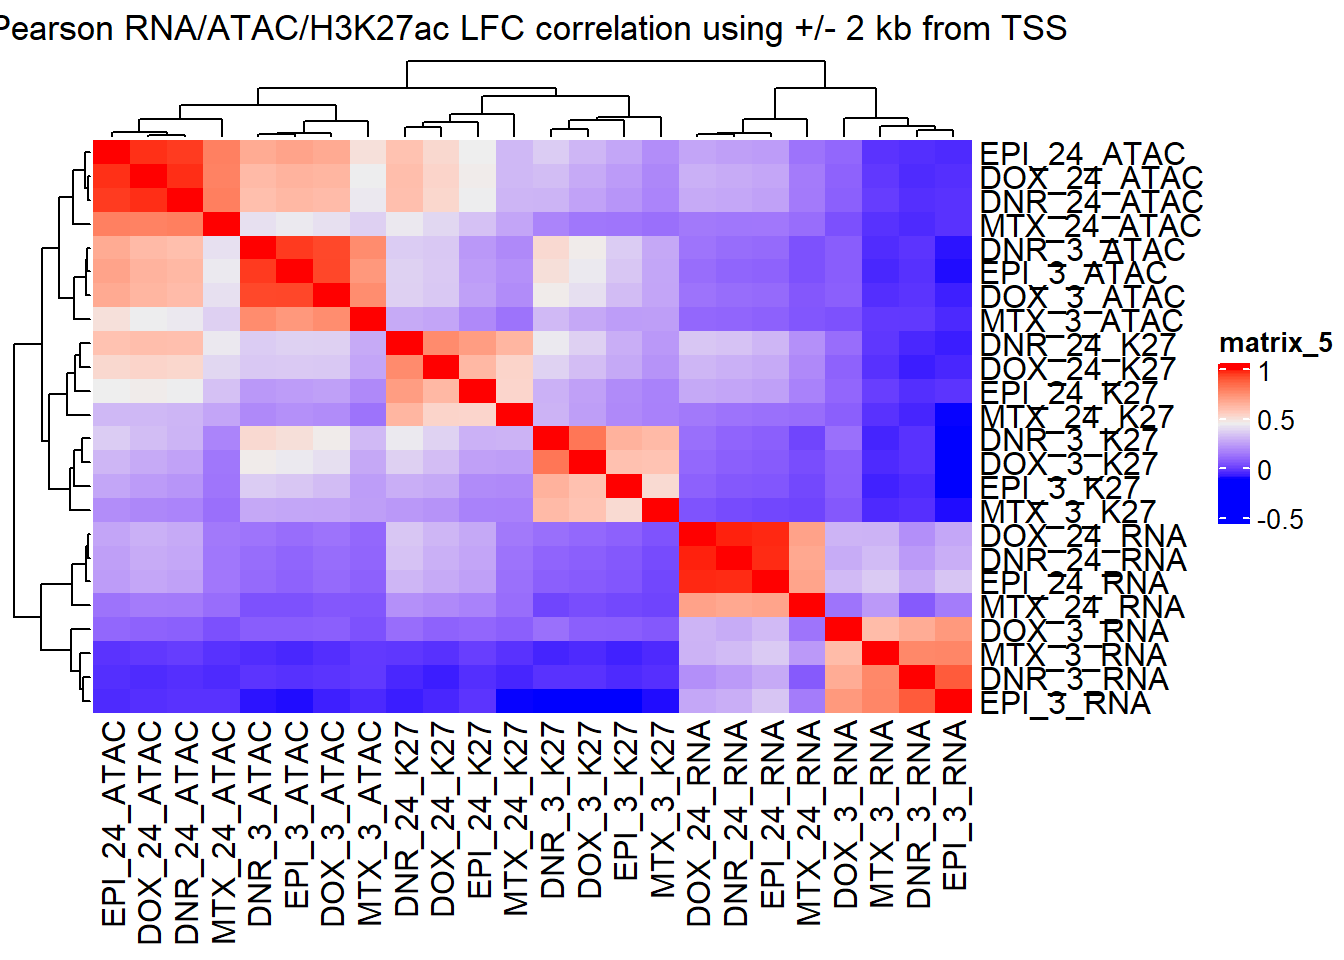 Pearson RNA/ATAC/H3K27ac LFC correlation using +/- 2 kb from TSS
EPI_24_ATAC
DOX_24_ATAC
DNR_24_ATAC
MTX_24_ATAC
DNR_3_ATAC
EPI_3_ATAC
DOX_3_ATAC
MTX_3_ATAC
DNR_24_K27
DOX_24_K27
EPI_24_K27
MTX_24_K27
DNR_3_K27
DOX_3_K27
EPI_3_K27
MTX_3_K27
DOX_24_RNA
DNR_24_RNA
EPI_24_RNA
MTX_24_RNA
DOX_3_RNA
MTX_3_RNA
DNR_3_RNA
EPI_3_RNA
matrix_5
1
0.5
0
-0.5
EPI_24_ATAC
DOX_24_ATAC
DNR_24_ATAC
MTX_24_ATAC
DNR_3_ATAC
EPI_3_ATAC
DOX_3_ATAC
MTX_3_ATAC
DNR_24_K27
DOX_24_K27
EPI_24_K27
MTX_24_K27
DNR_3_K27
DOX_3_K27
EPI_3_K27
MTX_3_K27
DOX_24_RNA
DNR_24_RNA
EPI_24_RNA
MTX_24_RNA
DOX_3_RNA
MTX_3_RNA
DNR_3_RNA
EPI_3_RNA